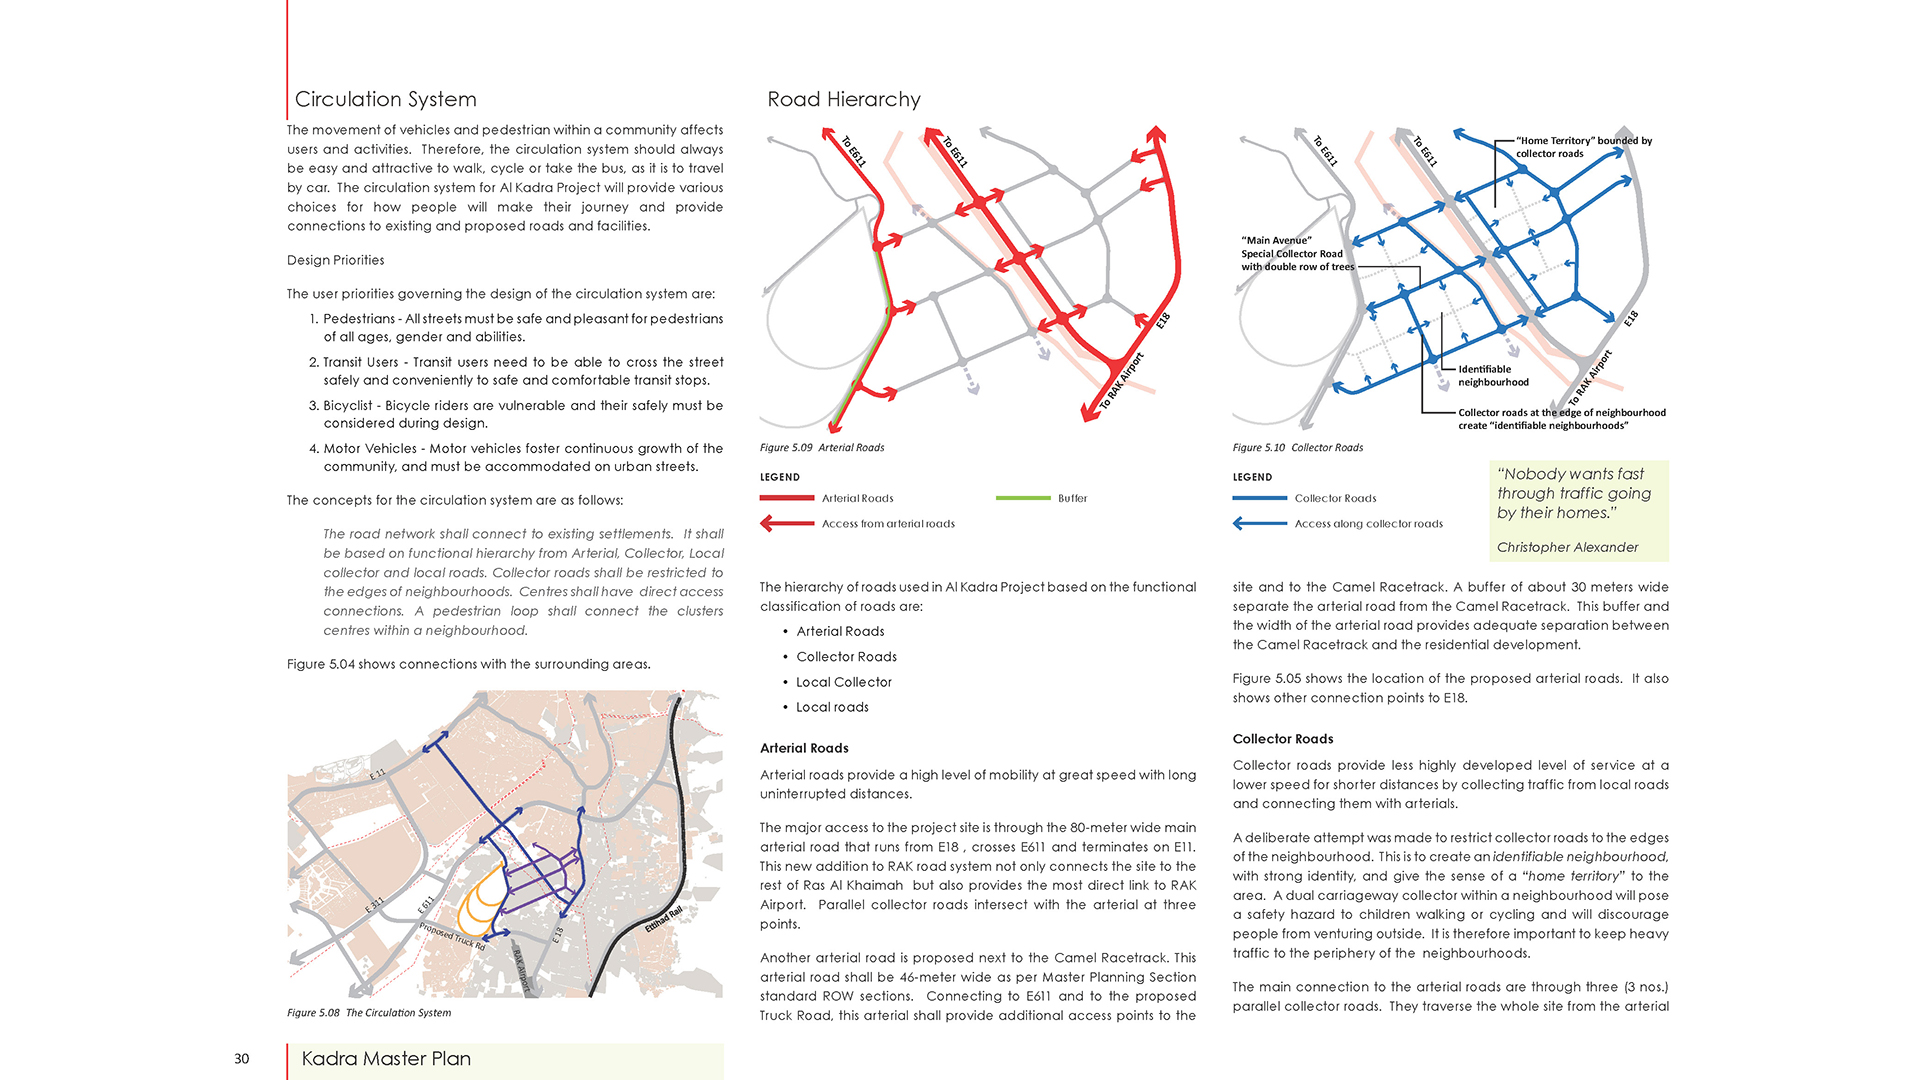 Circulation System
The movement of vehicles and pedestrian within a community affects
users and activities. Therefore, the circulation system should always
be easy and attractive to walk, cycle or take the bus, as it is to travel
by car. The circulation system for Al Kadra Project will provide various
choices for how people will make their journey and provide
connections to existing and proposed roads and facilities.
Design Priorities
The user priorities governing the design of the circulation system are:
1. Pedestrians - All streets must be safe and pleasant for pedestrians
of all ages, gender and abilities.
2. Transit Users - Transit users need to be able to cross the street
safely and conveniently to safe and comfortable transit stops.
3. Bicyclist - Bicycle riders are vulnerable and their safely must be
considered during design.
4. Motor Vehicles - Motor vehicles foster continuous growth of the
community, and must be accommodated on urban streets.
The concepts for the circulation system are as follows:
The road network shall connect to existing settlements. It shall
be based on functional hierarchy from Arterial, Collector, Local
collector and local roads. Collector roads shall be restricted to
the edges of neighbourhoods. Centres shall have direct access
connections. A pedestrian loop shall connect the clusters
centres within a neighbourhood.
Figure 5.04 shows connections with the surrounding areas.
E 11
E 311
E 611
Proposed Truck Rd
RAK Airport
E 18
Ettihad Rail
Figure 5.08 The Circulation System
30
Kadra Master Plan
Road Hierarchy
To E611
To E611
E18
To RAK Airport
Figure 5.09 Arterial Roads
LEGEND
Arterial Roads
Buffer
Access from arterial roads
The hierarchy of roads used in Al Kadra Project based on the functional
classification of roads are:
• Arterial Roads
• Collector Roads
• Local Collector
• Local roads
Arterial Roads
Arterial roads provide a high level of mobility at great speed with long
uninterrupted distances.
The major access to the project site is through the 80-meter wide main
arterial road that runs from E18 , crosses E611 and terminates on E11.
This new addition to RAK road system not only connects the site to the
rest of Ras Al Khaimah but also provides the most direct link to RAK
Airport. Parallel collector roads intersect with the arterial at three
points.
Another arterial road is proposed next to the Camel Racetrack. This
arterial road shall be 46-meter wide as per Master Planning Section
standard ROW sections. Connecting to E611 and to the proposed
Truck Road, this arterial shall provide additional access points to the
To E611
To E611
“Home Territory” bounded by
collector roads
“Main Avenue”
Special Collector Road
with double row of trees
E18
To RAK Airport
Identifiable
neighbourhood
Collector roads at the edge of neighbourhood
create “identifiable neighbourhoods”
Figure 5.10 Collector Roads
LEGEND
Collector Roads
Access along collector roads
“Nobody wants fast
through traffic going
by their homes.”
Christopher Alexander
site and to the Camel Racetrack. A buffer of about 30 meters wide
separate the arterial road from the Camel Racetrack. This buffer and
the width of the arterial road provides adequate separation between
the Camel Racetrack and the residential development.
Figure 5.05 shows the location of the proposed arterial roads. It also
shows other connection points to E18.
Collector Roads
Collector roads provide less highly developed level of service at a
lower speed for shorter distances by collecting traffic from local roads
and connecting them with arterials.
A deliberate attempt was made to restrict collector roads to the edges
of the neighbourhood. This is to create an identifiable neighbourhood,
with strong identity, and give the sense of a “home territory” to the
area. A dual carriageway collector within a neighbourhood will pose
a safety hazard to children walking or cycling and will discourage
people from venturing outside. It is therefore important to keep heavy
traffic to the periphery of the neighbourhoods.
The main connection to the arterial roads are through three (3 nos.)
parallel collector roads. They traverse the whole site from the arterial